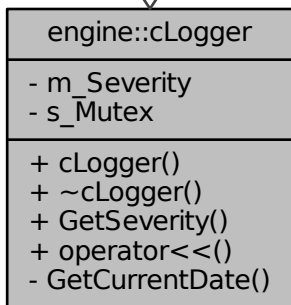 engine::cLogger
- m_Severity
- s_Mutex
+ cLogger()
+ ~cLogger()
+ GetSeverity()
+ operator<<()
- GetCurrentDate()